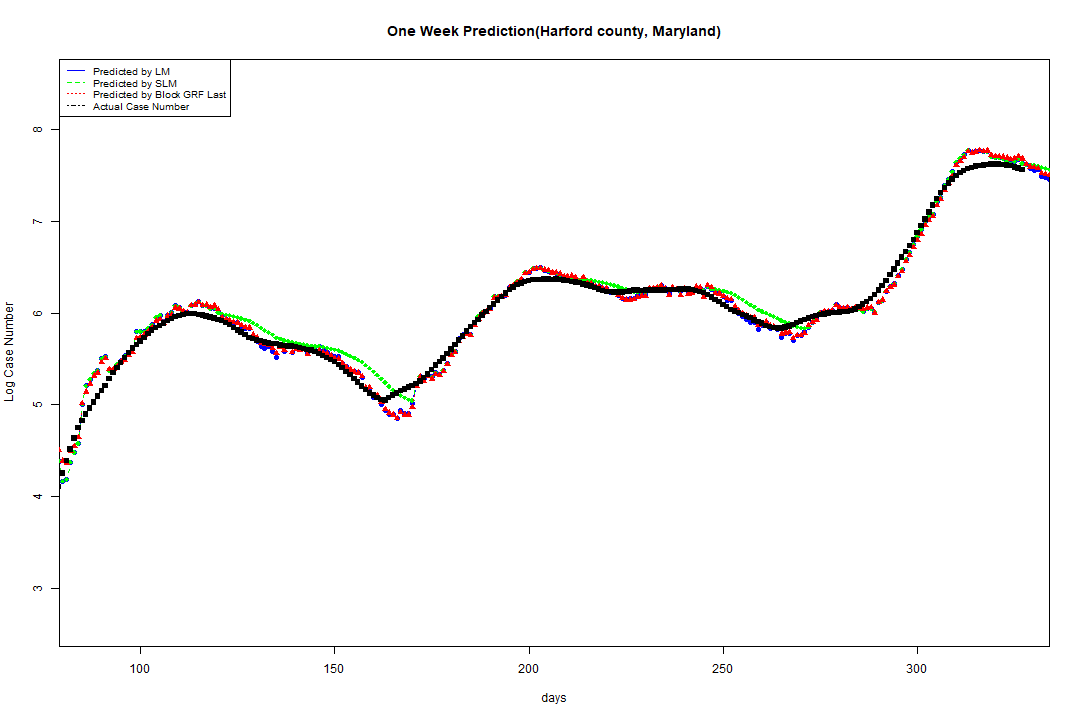 One Week Prediction(Harford county, Maryland)
Predicted by LM
Predicted by SLM
Predicted by Block GRF Last
Actual Case Number
8
7
6
5
4
3
Log Case Number
100 150 200 250 300
days